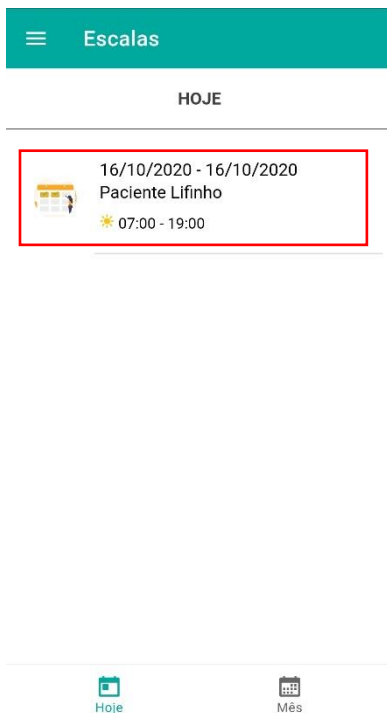 Escalas
HOJE
16/10/2020 - 16/10/2020
Paciente Lifinho
07:00 - 19:00
Hoje
Mês